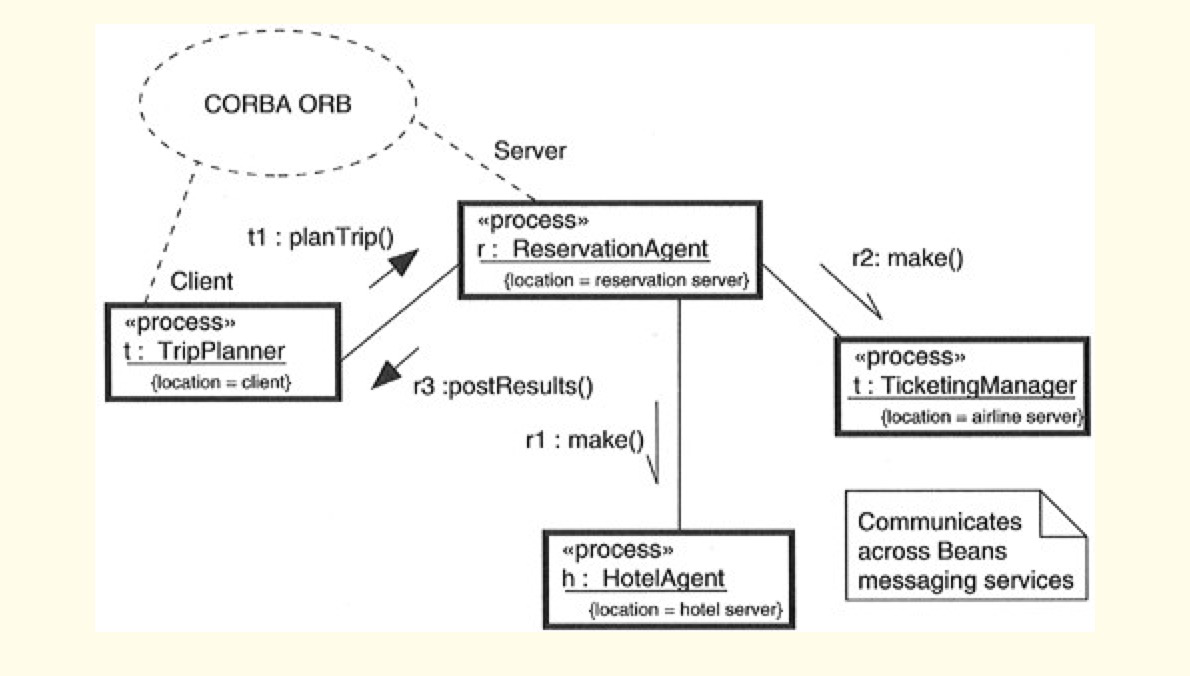 CORBA ORB
Server
«process»
r : ReservationAgent
{location = reservation server}
t1 : planTrip()
r2: make()
Client
«process»
t : TripPlanner
{location = client}
r3 :postResults()
«process»
t : TicketingManager
{location = airline server}
r1 : make()
Communicates
across Beans
messaging services
«process»
h : HotelAgent
{location = hotel server}